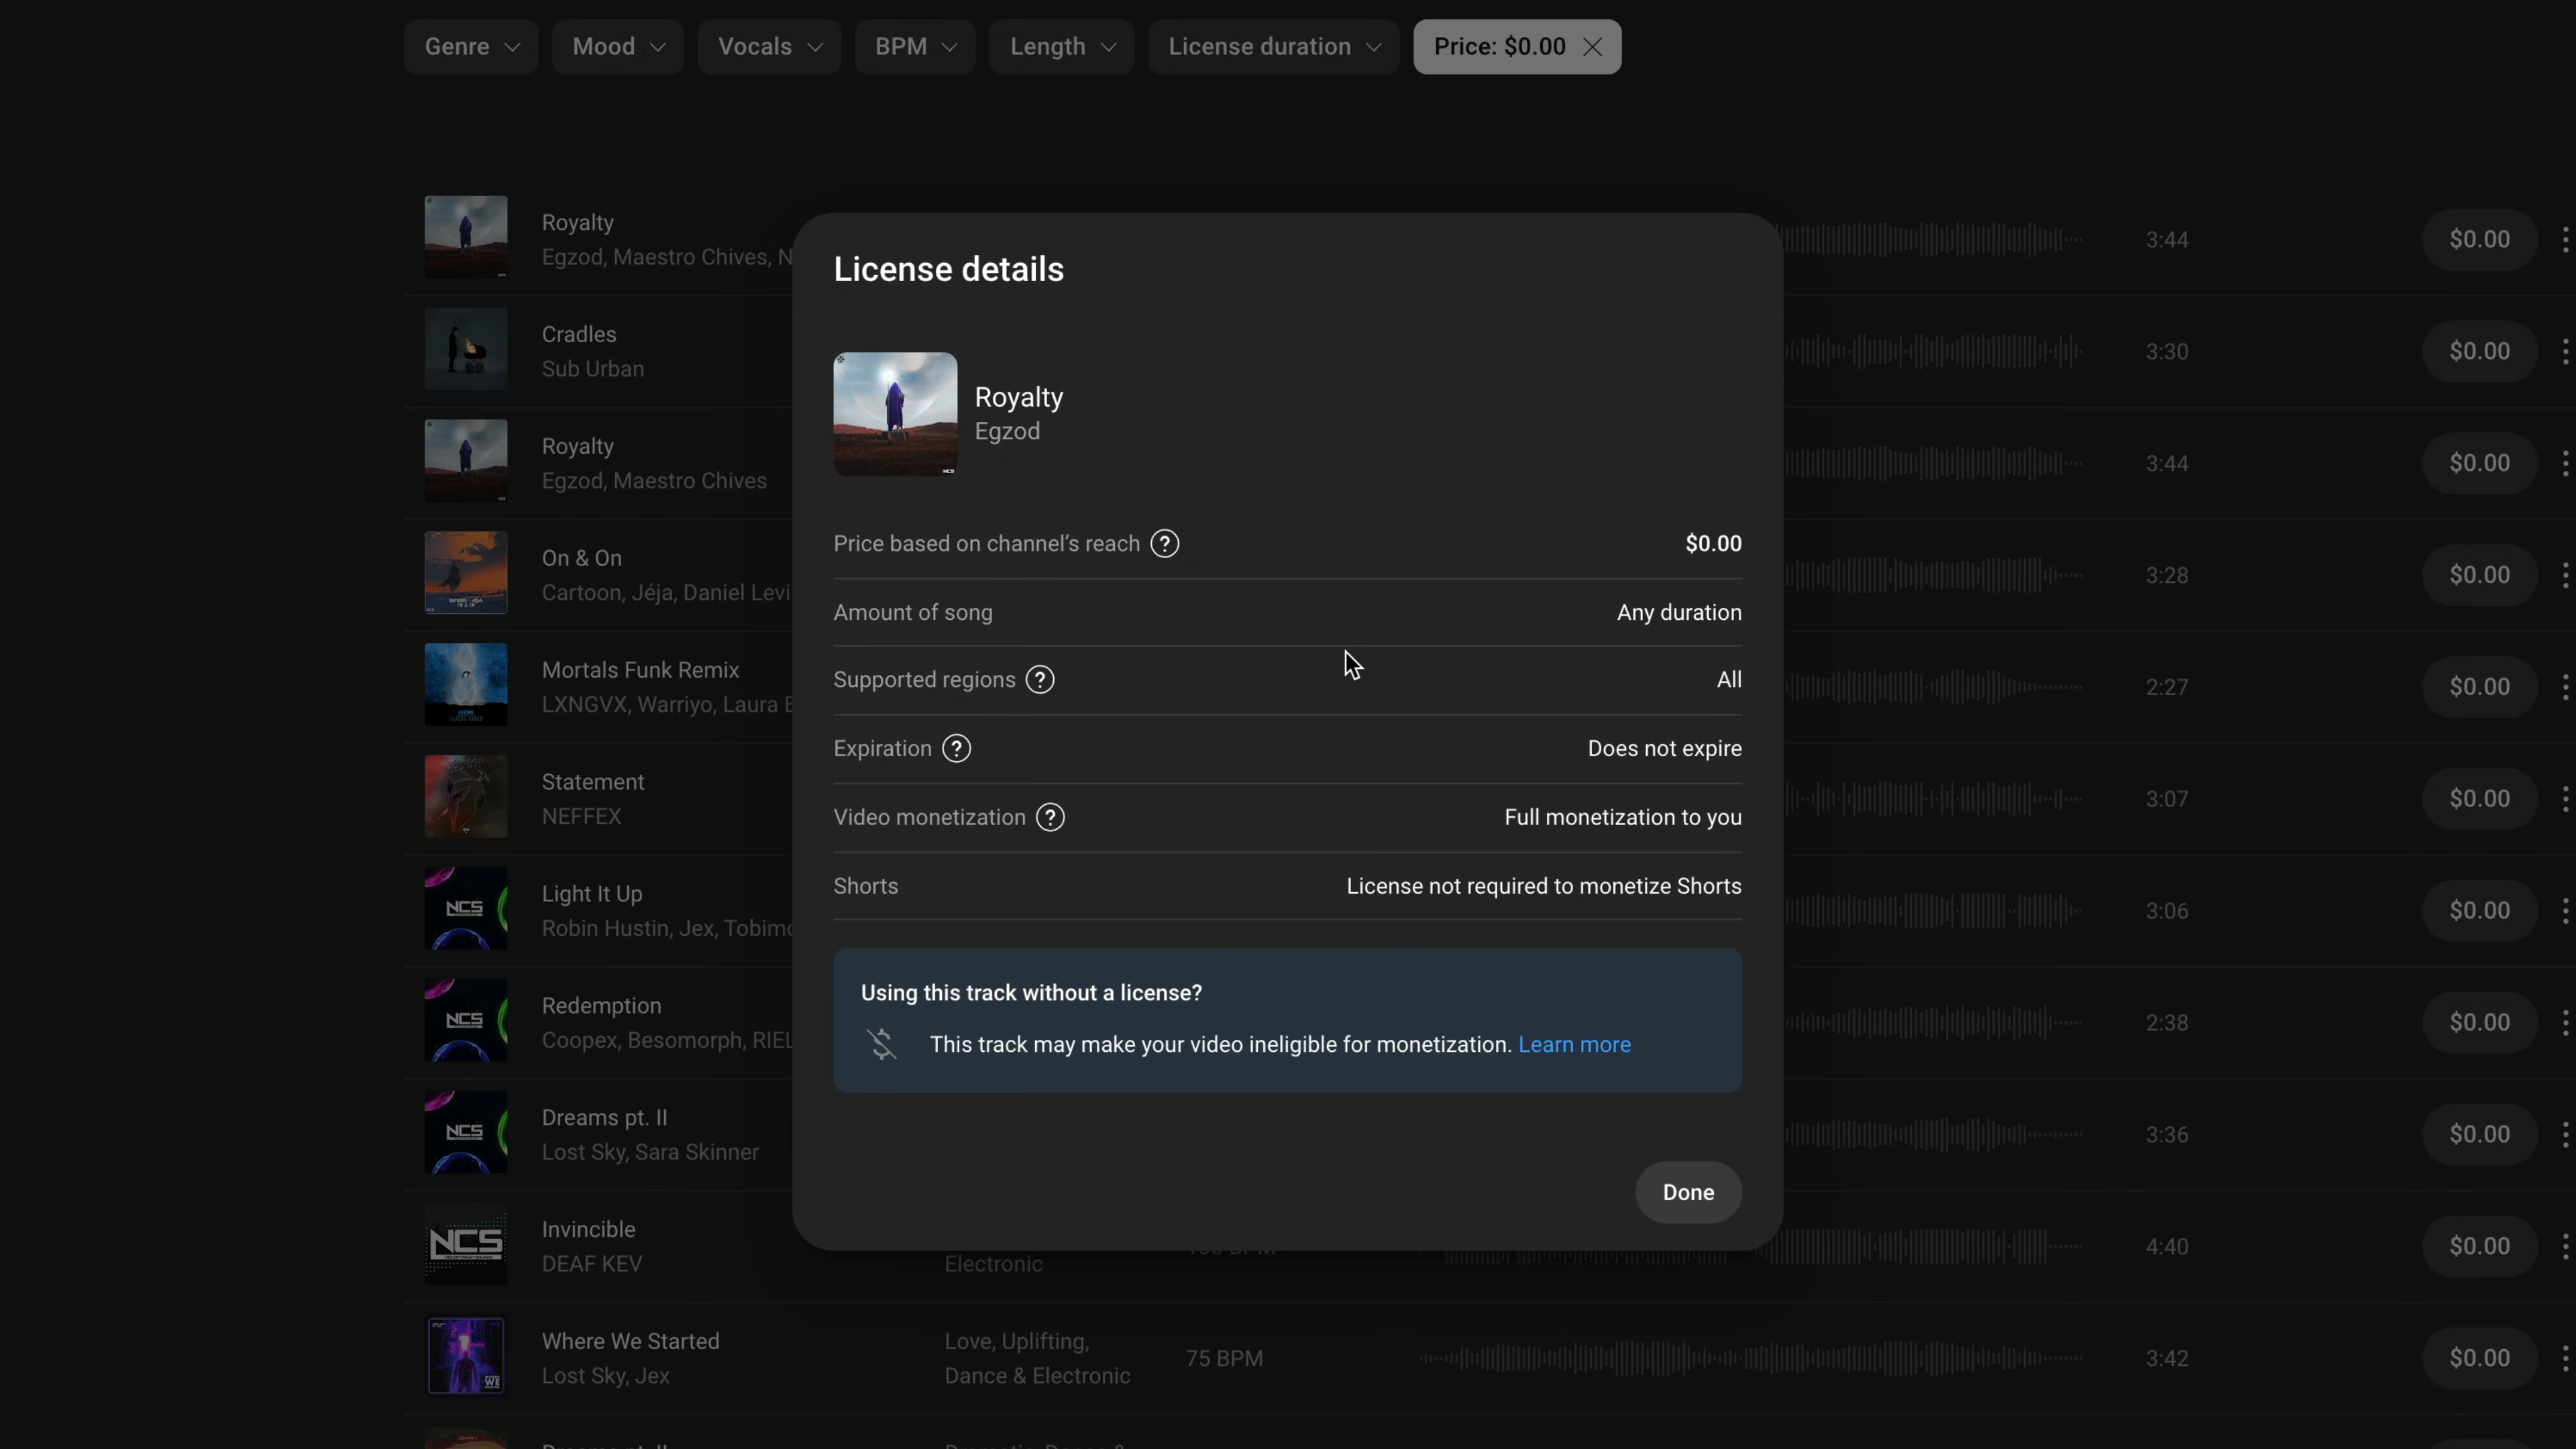 Genre
Mood
Vocals
BPM
Length
License duration
Price: $0.00
Royalty
Egzod, Maestro Chives, N
3:44
$0.00
Cradles
Sub Urban
3:30
$0.00
Royalty
Egzod, Maestro Chives
3:44
$0.00
On & On
Cartoon, Jéja, Daniel Levi
3:28
$0.00
Mortals Funk Remix
LXNGVX, Warriyo, Laura
2:27
$0.00
Statement
NEFFEX
3:07
$0.00
NCS
Light It Up
Robin Hustin, Jex,
3:06
$0.00
NCS
Redemption
Coopex, Besomorph, RIEL
2:38
$0.00
NCS
Dreams pt. II
Lost Sky, Sara Skinner
3:36
$0.00
NCS
Invincible
DEAF KEV
Electronic
4:40
$0.00
Where We Started
Lost Sky, Jex
Love, Uplifting,
Dance & Electronic
75 BPM
3:42
$0.00
License details
Royalty
Egzod
Price based on channel's reach ?
$0.00
Amount of song
Any duration
Supported regions ?
All
Expiration ?
Does not expire
Video monetization ?
Full monetization to you
Shorts
License not required to monetize Shorts
Using this track without a license?
This track may make your video ineligible for monetization. Learn more
Done